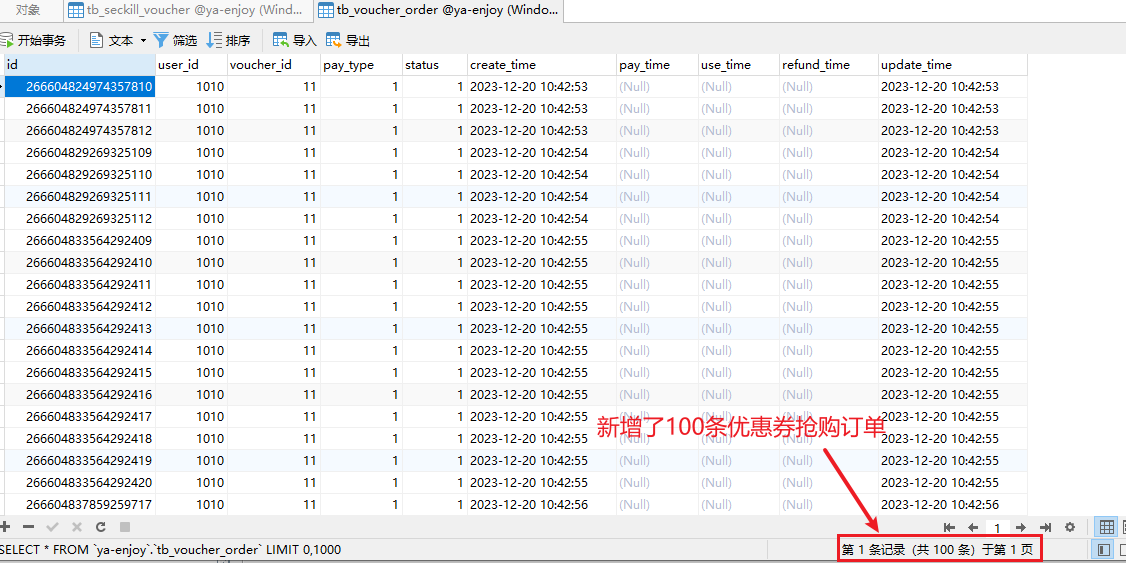 对象 tb_seckill_voucher @ya-enjoy (Wind... tb_voucher_order @ya-enjoy (Windo...
开始事务 文本 筛选 排序 导入 导出
id user_id voucher_id pay_type status create_time pay_time use_time refund_time update_time
266604824974357810 1010 11 1 1 2023-12-20 10:42:53 (Null) (Null) (Null) 2023-12-20 10:42:53
266604824974357811 1010 11 1 1 2023-12-20 10:42:53 (Null) (Null) (Null) 2023-12-20 10:42:53
266604824974357812 1010 11 1 1 2023-12-20 10:42:53 (Null) (Null) (Null) 2023-12-20 10:42:53
266604829269325109 1010 11 1 1 2023-12-20 10:42:54 (Null) (Null) (Null) 2023-12-20 10:42:54
266604829269325110 1010 11 1 1 2023-12-20 10:42:54 (Null) (Null) (Null) 2023-12-20 10:42:54
266604829269325111 1010 11 1 1 2023-12-20 10:42:54 (Null) (Null) (Null) 2023-12-20 10:42:54
266604829269325112 1010 11 1 1 2023-12-20 10:42:54 (Null) (Null) (Null) 2023-12-20 10:42:54
266604833564292409 1010 11 1 1 2023-12-20 10:42:55 (Null) (Null) (Null) 2023-12-20 10:42:55
266604833564292410 1010 11 1 1 2023-12-20 10:42:55 (Null) (Null) (Null) 2023-12-20 10:42:55
266604833564292411 1010 11 1 1 2023-12-20 10:42:55 (Null) (Null) (Null) 2023-12-20 10:42:55
266604833564292412 1010 11 1 1 2023-12-20 10:42:55 (Null) (Null) (Null) 2023-12-20 10:42:55
266604833564292413 1010 11 1 1 2023-12-20 10:42:55 (Null) (Null) (Null) 2023-12-20 10:42:55
266604833564292414 1010 11 1 1 2023-12-20 10:42:55 (Null) (Null) (Null) 2023-12-20 10:42:55
266604833564292415 1010 11 1 1 2023-12-20 10:42:55 (Null) (Null) (Null) 2023-12-20 10:42:55
266604833564292416 1010 11 1 1 2023-12-20 10:42:55 (Null) (Null) (Null) 2023-12-20 10:42:55
266604833564292417 1010 11 1 1 2023-12-20 10:42:55 (Null) (Null) (Null) 2023-12-20 10:42:55
新增了100条优惠券抢购订单
266604833564292418 1010 11 1 1 2023-12-20 10:42:55 (Null) (Null) (Null) 2023-12-20 10:42:55
266604833564292419 1010 11 1 1 2023-12-20 10:42:55 (Null) (Null) (Null) 2023-12-20 10:42:55
266604833564292420 1010 11 1 1 2023-12-20 10:42:55 (Null) (Null) (Null) 2023-12-20 10:42:55
266604837859259717 1010 11 1 1 2023-12-20 10:42:56 (Null) (Null) (Null) 2023-12-20 10:42:56
1
SELECT * FROM `ya-enjoy`.`tb_voucher_order` LIMIT 0,1000 第 1 条记录（共 100 条）于第 1 页